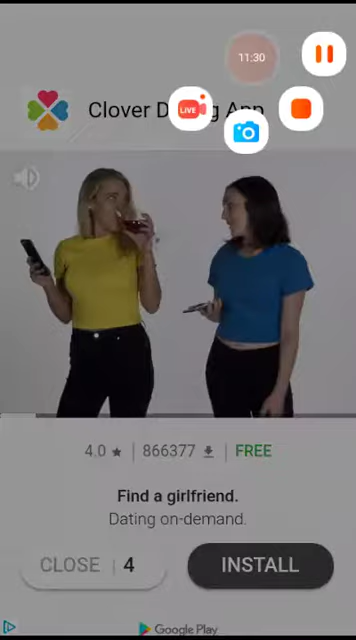 11:30
LIVE
Clover D g App
4.0 ★ | 866377 | FREE
Find a girlfriend.
Dating on-demand.
CLOSE | 4
INSTALL
Google Play